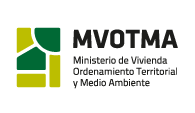 MVOTMA
Ministerio de Vivienda
Ordenamiento Territorial
y Medio Ambiente